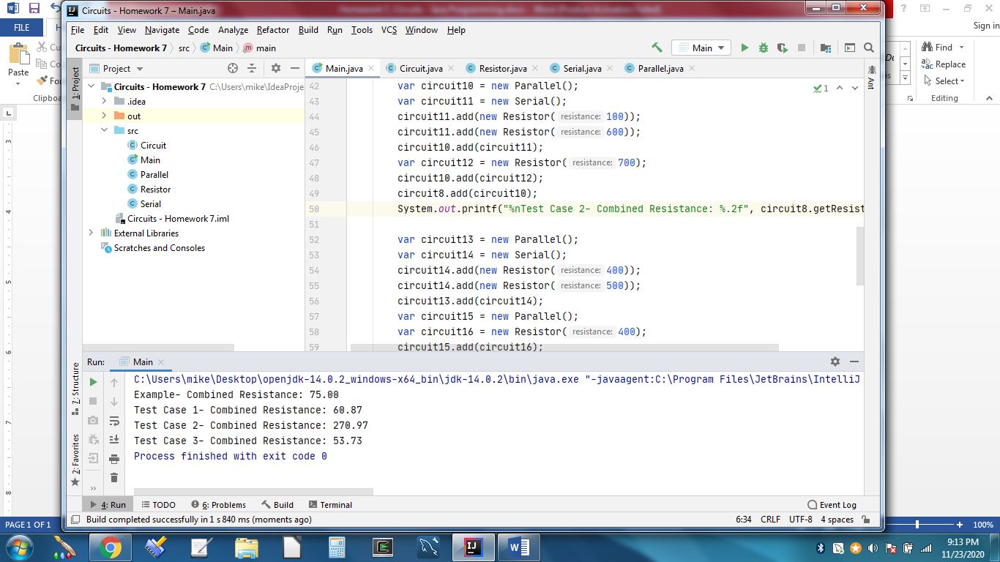 Circuits - Homework 7 – Main.java
Sign in
FILE
File Edit View Navigate Code Analyze Refactor Build Run Tools VCS Window Help
Circuits - Homework 7 src Main main
Main
Paste
Clipboa
Find
Replace
Select
Editing
1: Project
Project
Circuits - Homework 7 C:\Users\mike\IdeaProje
.idea
out
src
Circuit
Main
Parallel
Resistor
Serial
Circuits - Homework 7.iml
External Libraries
Scratches and Consoles
Main.java Circuit.java Resistor.java Serial.java Parallel.java
Ant
1
42 var circuit10 = new Parallel();
43 var circuit11 = new Serial();
44 circuit11.add(new Resistor( resistance: 100));
45 circuit11.add(new Resistor( resistance: 600));
46 circuit10.add(circuit11);
47 var circuit12 = new Resistor( resistance: 700);
48 circuit10.add(circuit12);
49 circuit8.add(circuit10);
50 System.out.printf("%nTest Case 2- Combined Resistance: %.2f", circuit8.getResist
51
52 var circuit13 = new Parallel();
53 var circuit14 = new Serial();
54 circuit14.add(new Resistor( resistance: 400));
55 circuit14.add(new Resistor( resistance: 500));
56 circuit13.add(circuit14);
57 var circuit15 = new Parallel();
58 var circuit16 = new Resistor( resistance: 400);
59 circuit15.add(circuit16);
Run: Main
7: Structure
2: Favorites
C:\Users\mike\Desktop\openjdk-14.0.2_windows-x64_bin\jdk-14.0.2\bin\java.exe "-javaagent:C:\Program Files\JetBrains\IntelliJ
Example- Combined Resistance: 75.00
Test Case 1- Combined Resistance: 60.87
Test Case 2- Combined Resistance: 270.97
Test Case 3- Combined Resistance: 53.73
Process finished with exit code 0
4: Run TODO 6: Problems Build Terminal Event Log
Build completed successfully in 1 s 840 ms (moments ago) 6:34 CRLF UTF-8 4 spaces
PAGE 1 OF 1
100%
9:13 PM
11/23/2020